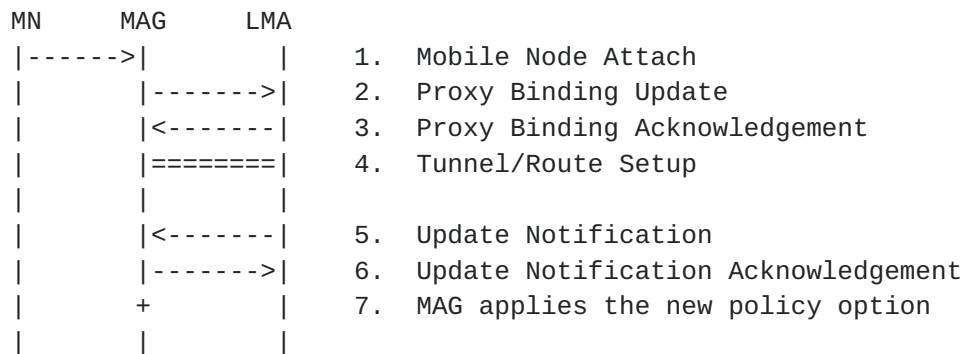 MN      MAG      LMA
|------>|        |    1.  Mobile Node Attach
|       |------->|    2.  Proxy Binding Update
|       |<-------|    3.  Proxy Binding Acknowledgement
|       |========|    4.  Tunnel/Route Setup
|       |        |
|       |<-------|    5.  Update Notification
|       |------->|    6.  Update Notification Acknowledgement
|       +        |    7.  MAG applies the new policy option
|       |        |